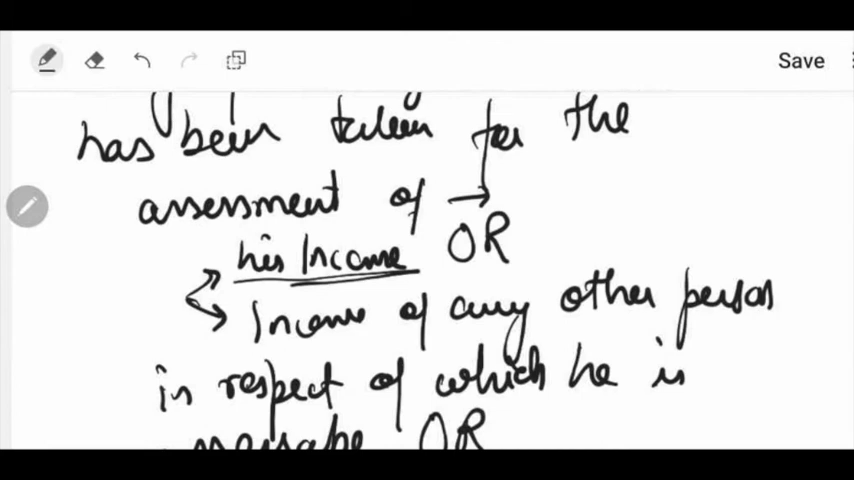 Save
has been taken for the
assessment of →
his Income OR
Income of any other person
in respect of which he is
OR